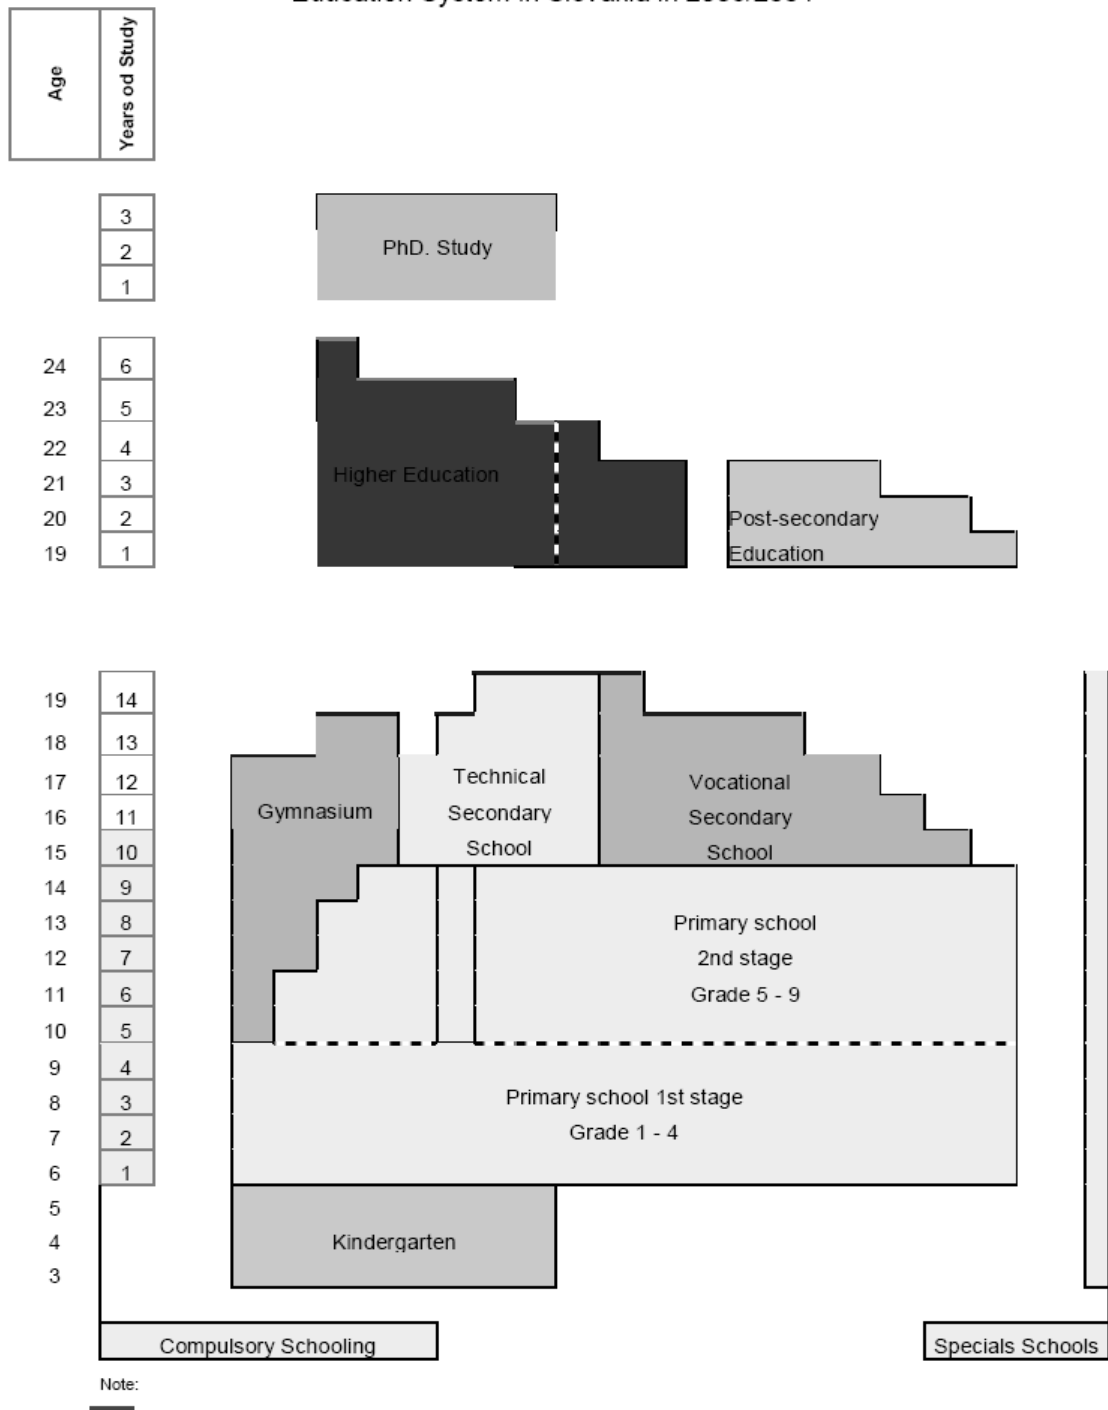 Age
Years od Study
3
2
PhD. Study
1
24 6
23 5
22 4
21 3
Higher Education
20 2
Post-secondary
19 1
Education
19 14
18 13
17 12
Technical
Vocational
16 11
Gymnasium
Secondary
Secondary
15 10
School
School
14 9
13 8
Primary school
12 7
2nd stage
11 6
Grade 5 - 9
10 5
9 4
8 3
Primary school 1st stage
7 2
Grade 1 - 4
6 1
5
4
Kindergarten
3
Compulsory Schooling
Specials Schools
Note: